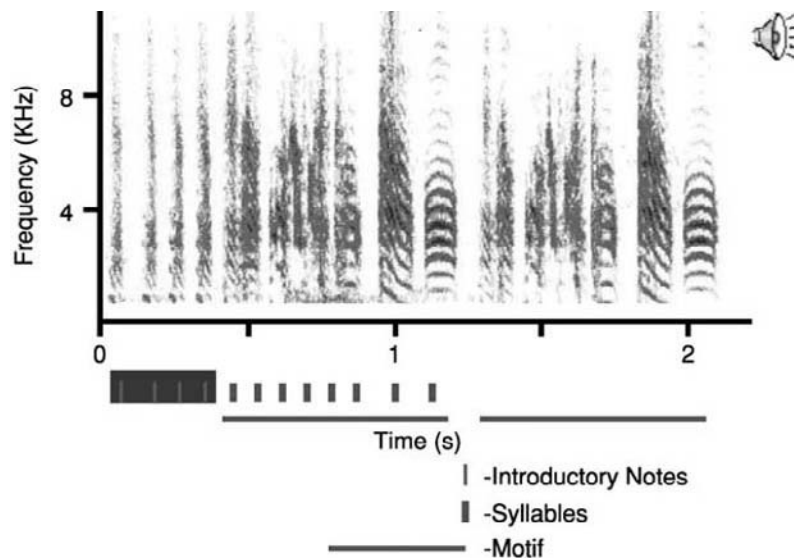 Frequency (KHz)
8
4
0
1
2
Time (s)
-Introductory Notes
-Syllables
-Motif